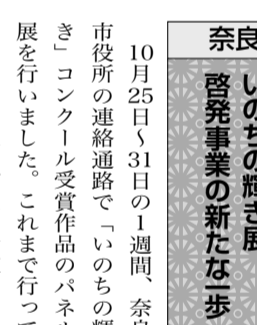 奈良
いのちの輝き展
啓発事業の新たな一歩
10月25日~31日の1週間、奈良
市役所の連絡通路で「いのちの輝
き」コンクール受賞作品のパネル
展を行いました。これまで行って